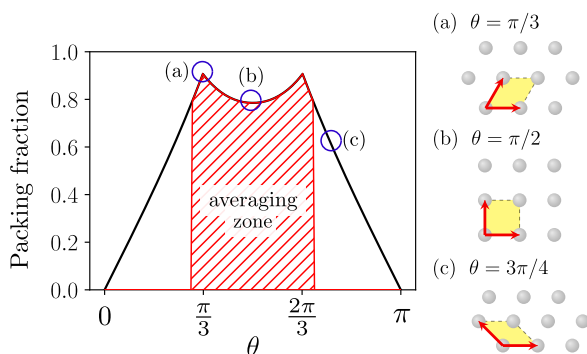 Packing fraction
1.0
0.8
0.6
0.4
0.2
0.0
(a)
(b)
(c)
averaging
zone
0
π/3
2π/3
π
θ
(a) θ = π/3
(b) θ = π/2
(c) θ = 3π/4